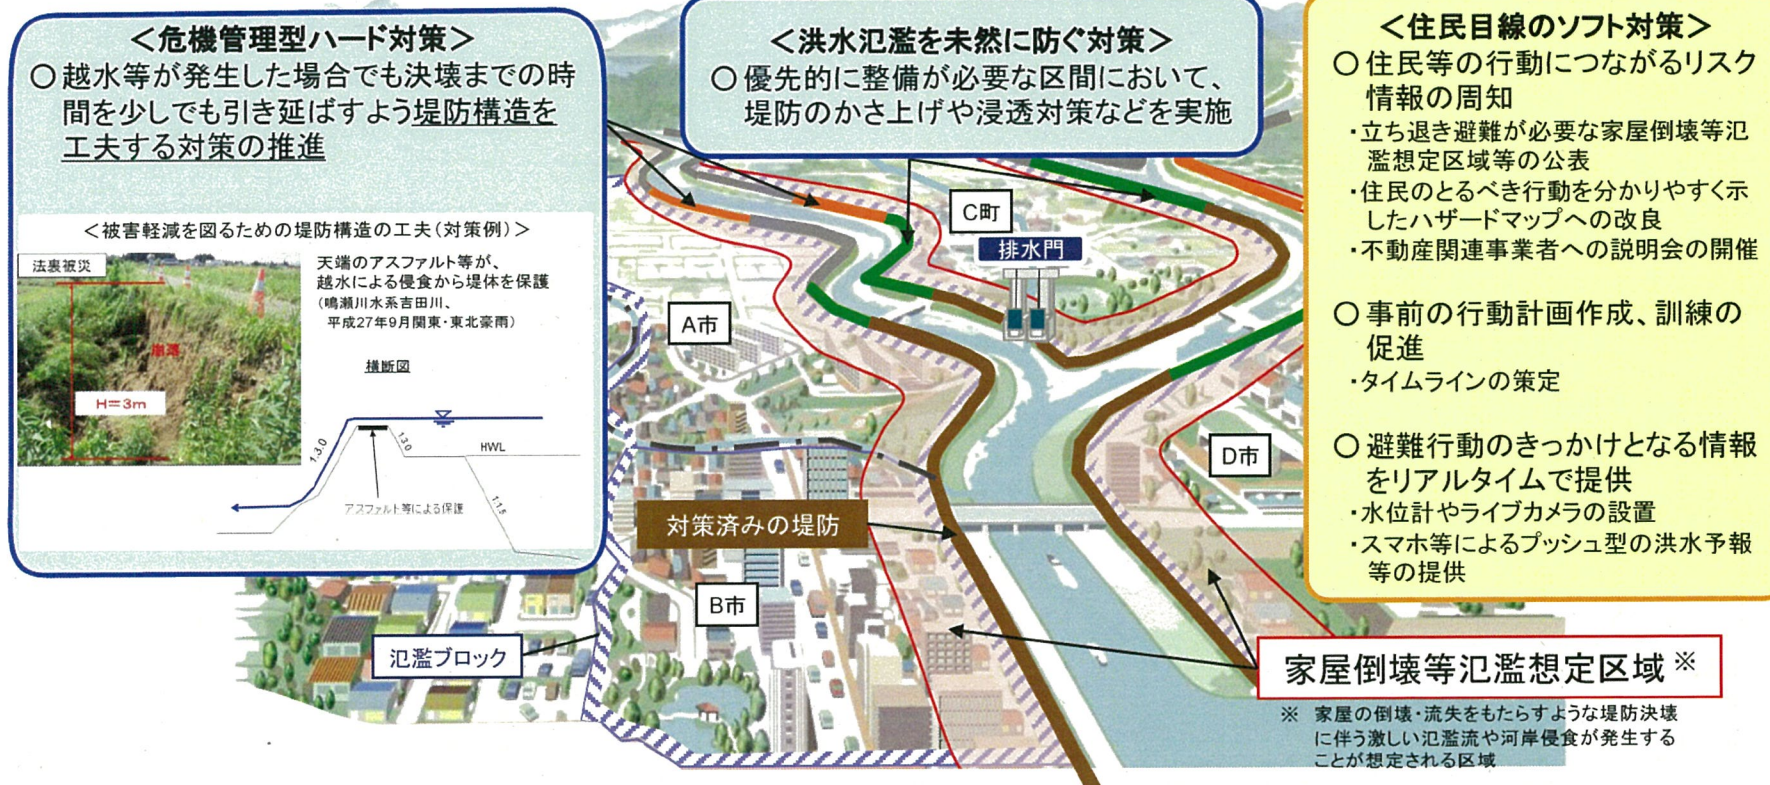 ＜危機管理型ハード対策＞
○ 越水等が発生した場合でも決壊までの時
間を少しでも引き延ばすよう堤防構造を
工夫する対策の推進
＜被害軽減を図るための堤防構造の工夫（対策例）＞
法裏被災
崩落
H＝3m
天端のアスファルト等が、
越水による侵食から堤体を保護
（鳴瀬川水系吉田川、
平成27年9月関東・東北豪雨）
横断図
1:3.0
1:3.0
HWL
1:1.5
アスファルト等による保護
＜洪水氾濫を未然に防ぐ対策＞
○ 優先的に整備が必要な区間において、
堤防のかさ上げや浸透対策などを実施
C町
排水門
A市
D市
対策済みの堤防
B市
氾濫ブロック
＜住民目線のソフト対策＞
○ 住民等の行動につながるリスク
情報の周知
・立ち退き避難が必要な家屋倒壊等氾
濫想定区域等の公表
・住民のとるべき行動を分かりやすく示
したハザードマップへの改良
・不動産関連事業者への説明会の開催
○ 事前の行動計画作成、訓練の
促進
・タイムラインの策定
○ 避難行動のきっかけとなる情報
をリアルタイムで提供
・水位計やライブカメラの設置
・スマホ等によるプッシュ型の洪水予報
等の提供
家屋倒壊等氾濫想定区域※
※ 家屋の倒壊・流失をもたらすような堤防決壊
に伴う激しい氾濫流や河岸侵食が発生する
ことが想定される区域